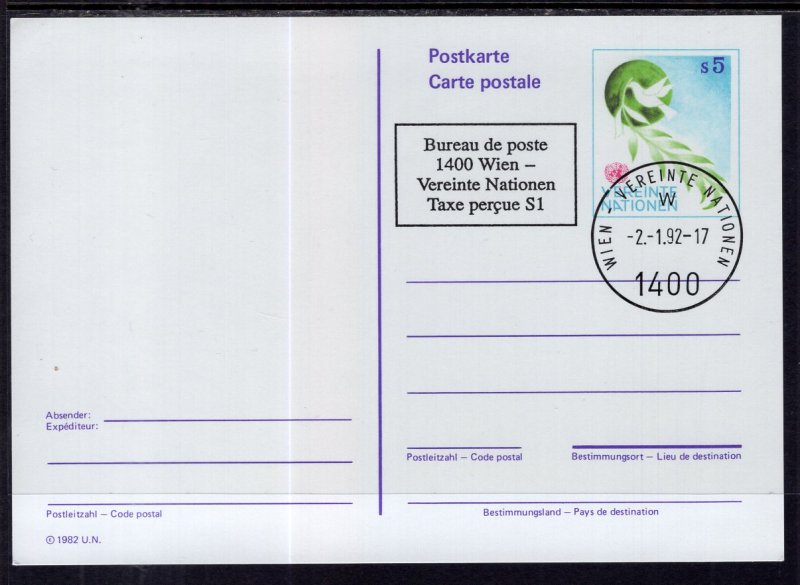 Postkarte
Carte postale
s5
Bureau de poste
1400 Wien –
Vereinte Nationen
Taxe perçue S1
VEREINTE
NATIONEN
WIEN - VEREINTE NATIONEN
W
-2.-1.92-17
1400
Absender:
Expéditeur:
Postleitzahl – Code postal
Bestimmungsort – Lieu de destination
Postleitzahl – Code postal
Bestimmungsland – Pays de destination
© 1982 U.N.